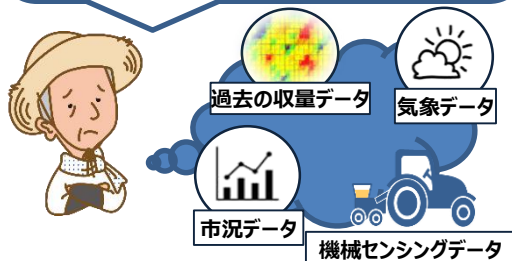 過去の収量データ
気象データ
市況データ
機械センシングデータ